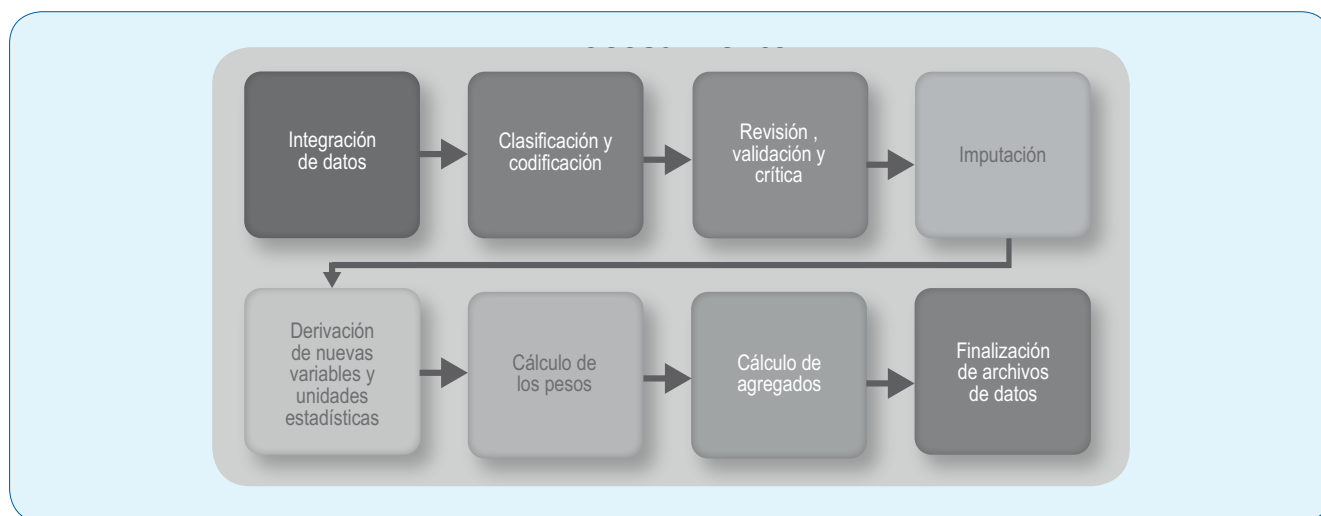 Integración
de datos
Clasificación y
codificación
Revisión ,
validación y
crítica
Imputación
Derivación
de nuevas
variables y
unidades
estadísticas
Cálculo de
los pesos
Cálculo de
agregados
Finalización
de archivos
de datos